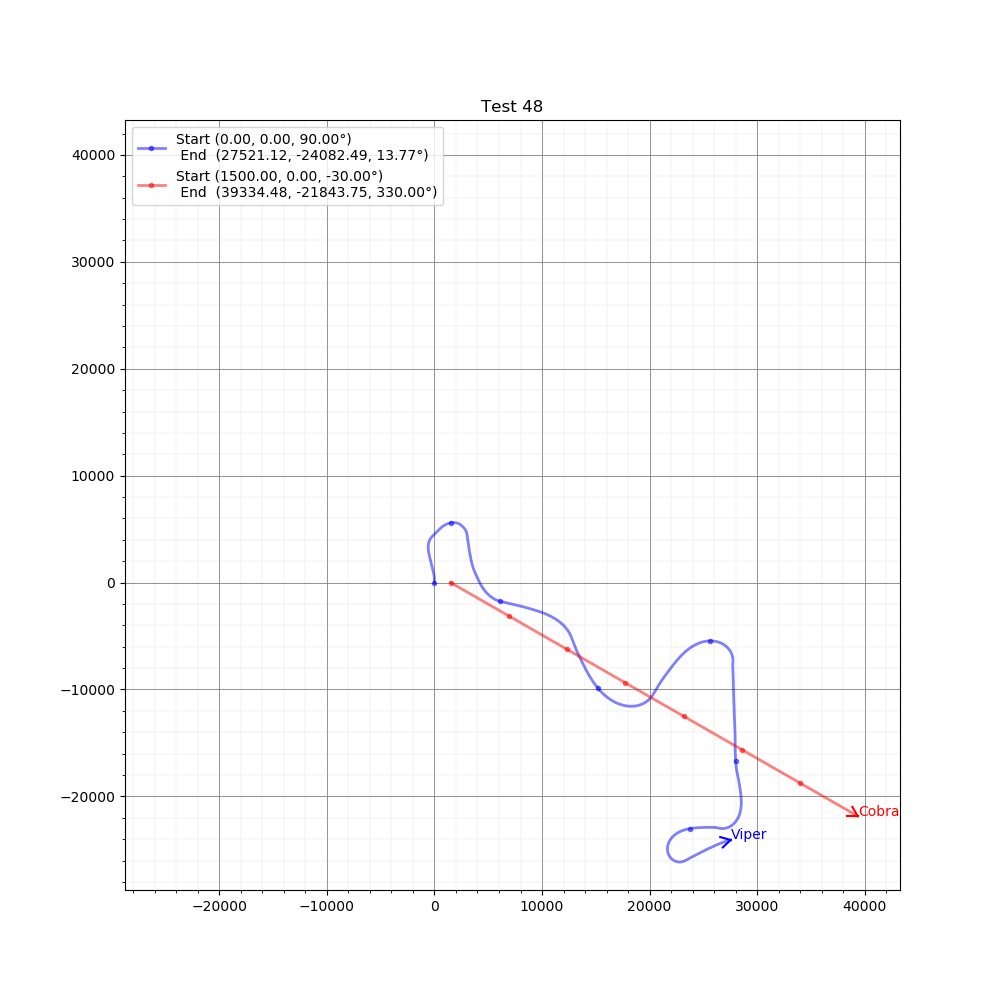 Test 48
Start (0.00, 0.00, 90.00°)
End  (27521.12, -24082.49, 13.77°)
Start (1500.00, 0.00, -30.00°)
End  (39334.48, -21843.75, 330.00°)
40000
30000
20000
10000
0
−10000
−20000
Cobra
Viper
−20000 −10000 0 10000 20000 30000 40000